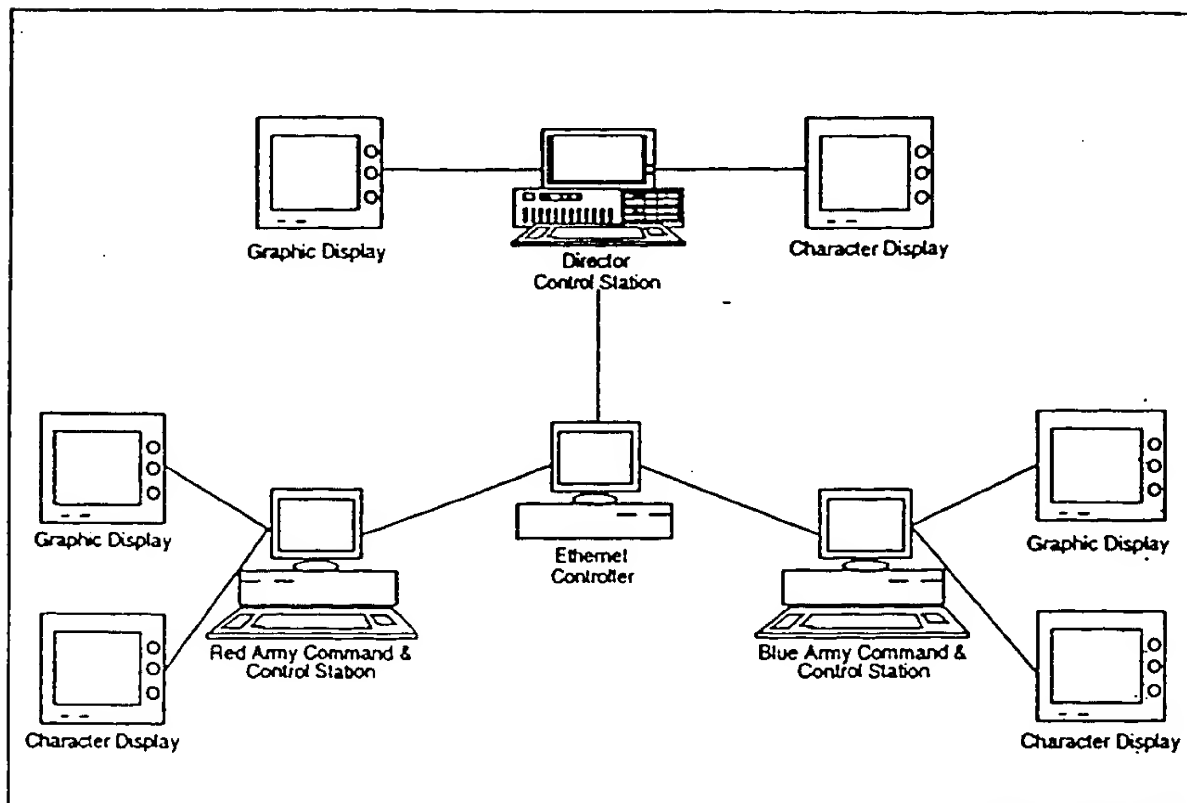 Graphic Display
Director
Control Station
Character Display
Graphic Display
Ethernet
Controller
Graphic Display
Red Army Command &
Control Station
Blue Army Command &
Control Station
Character Display
Character Display